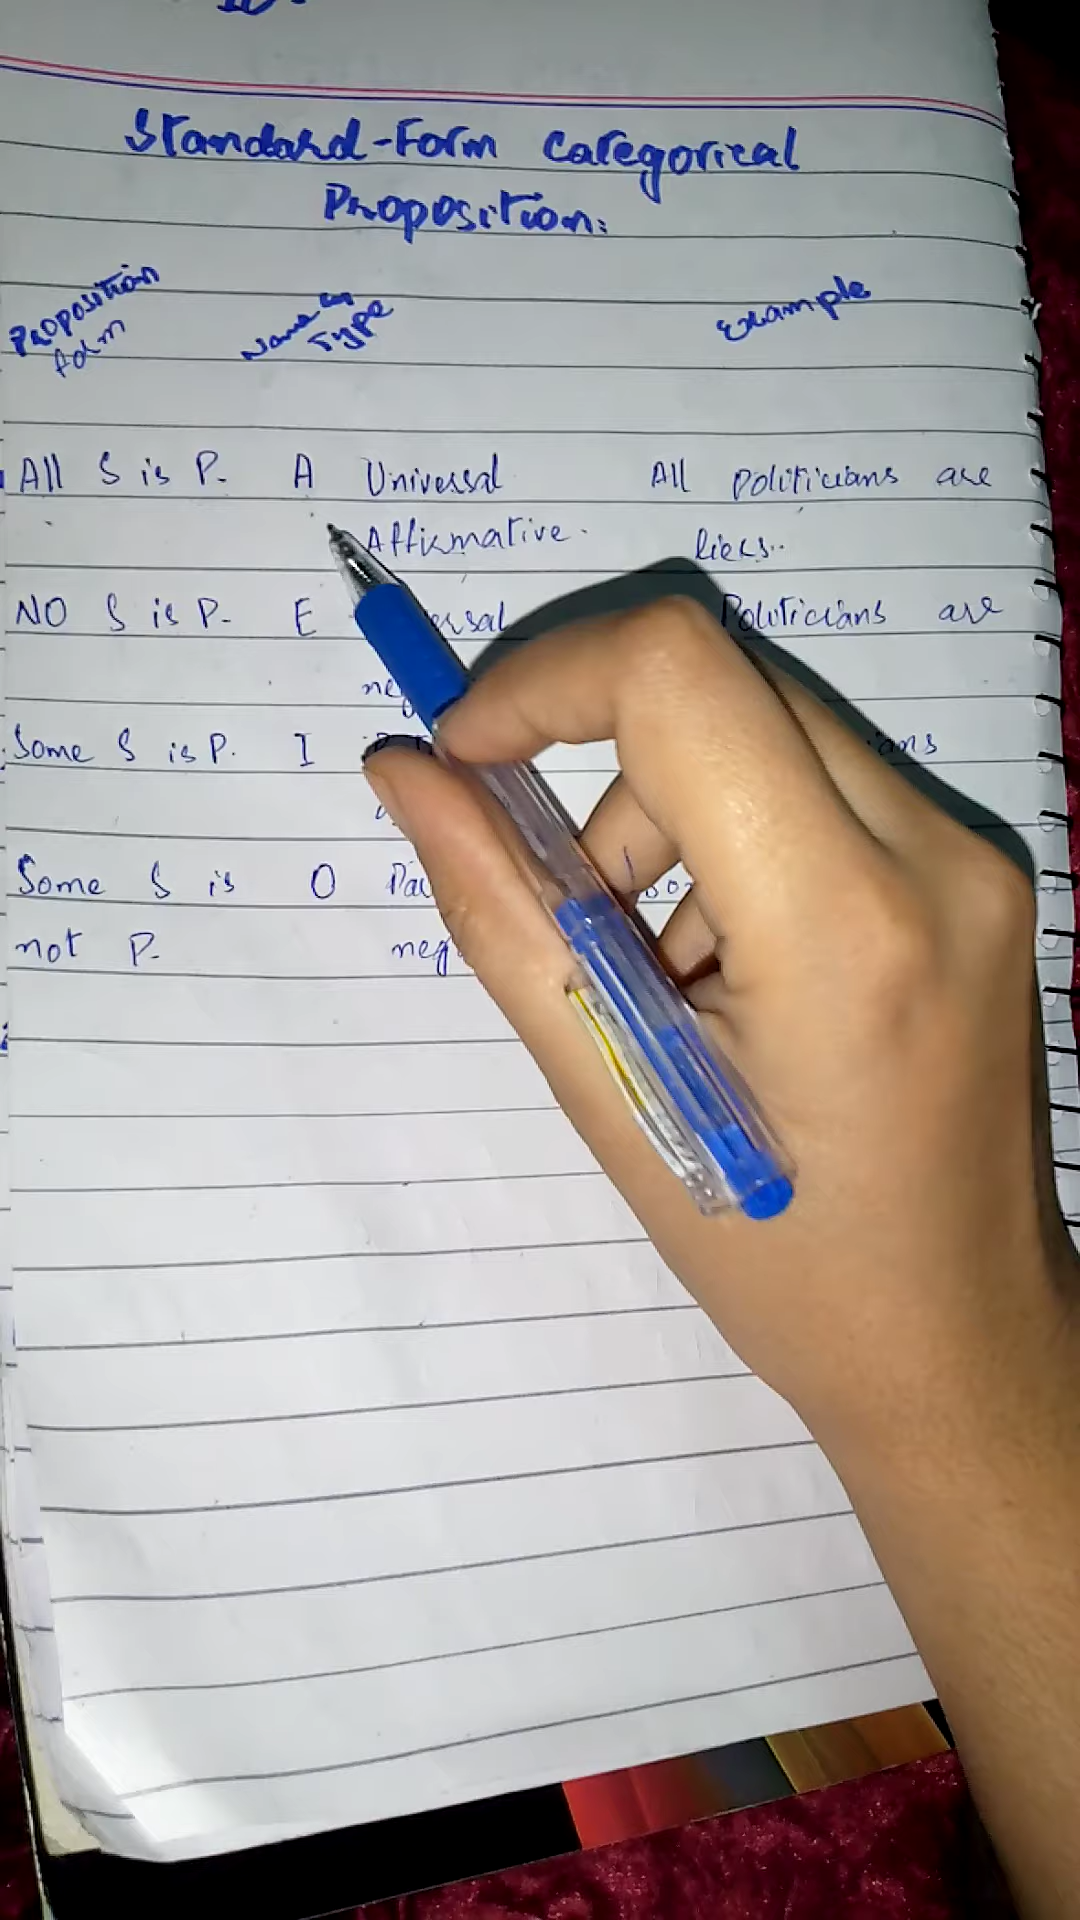 Standard-Form Categorical
Proposition:
Proposition
form
Name
Type
Example
All S is P. A Universal All Politicians are
Affirmative. liers..
NO S is P. E Politicians are
Some S is P. I
Some S is O
not P.